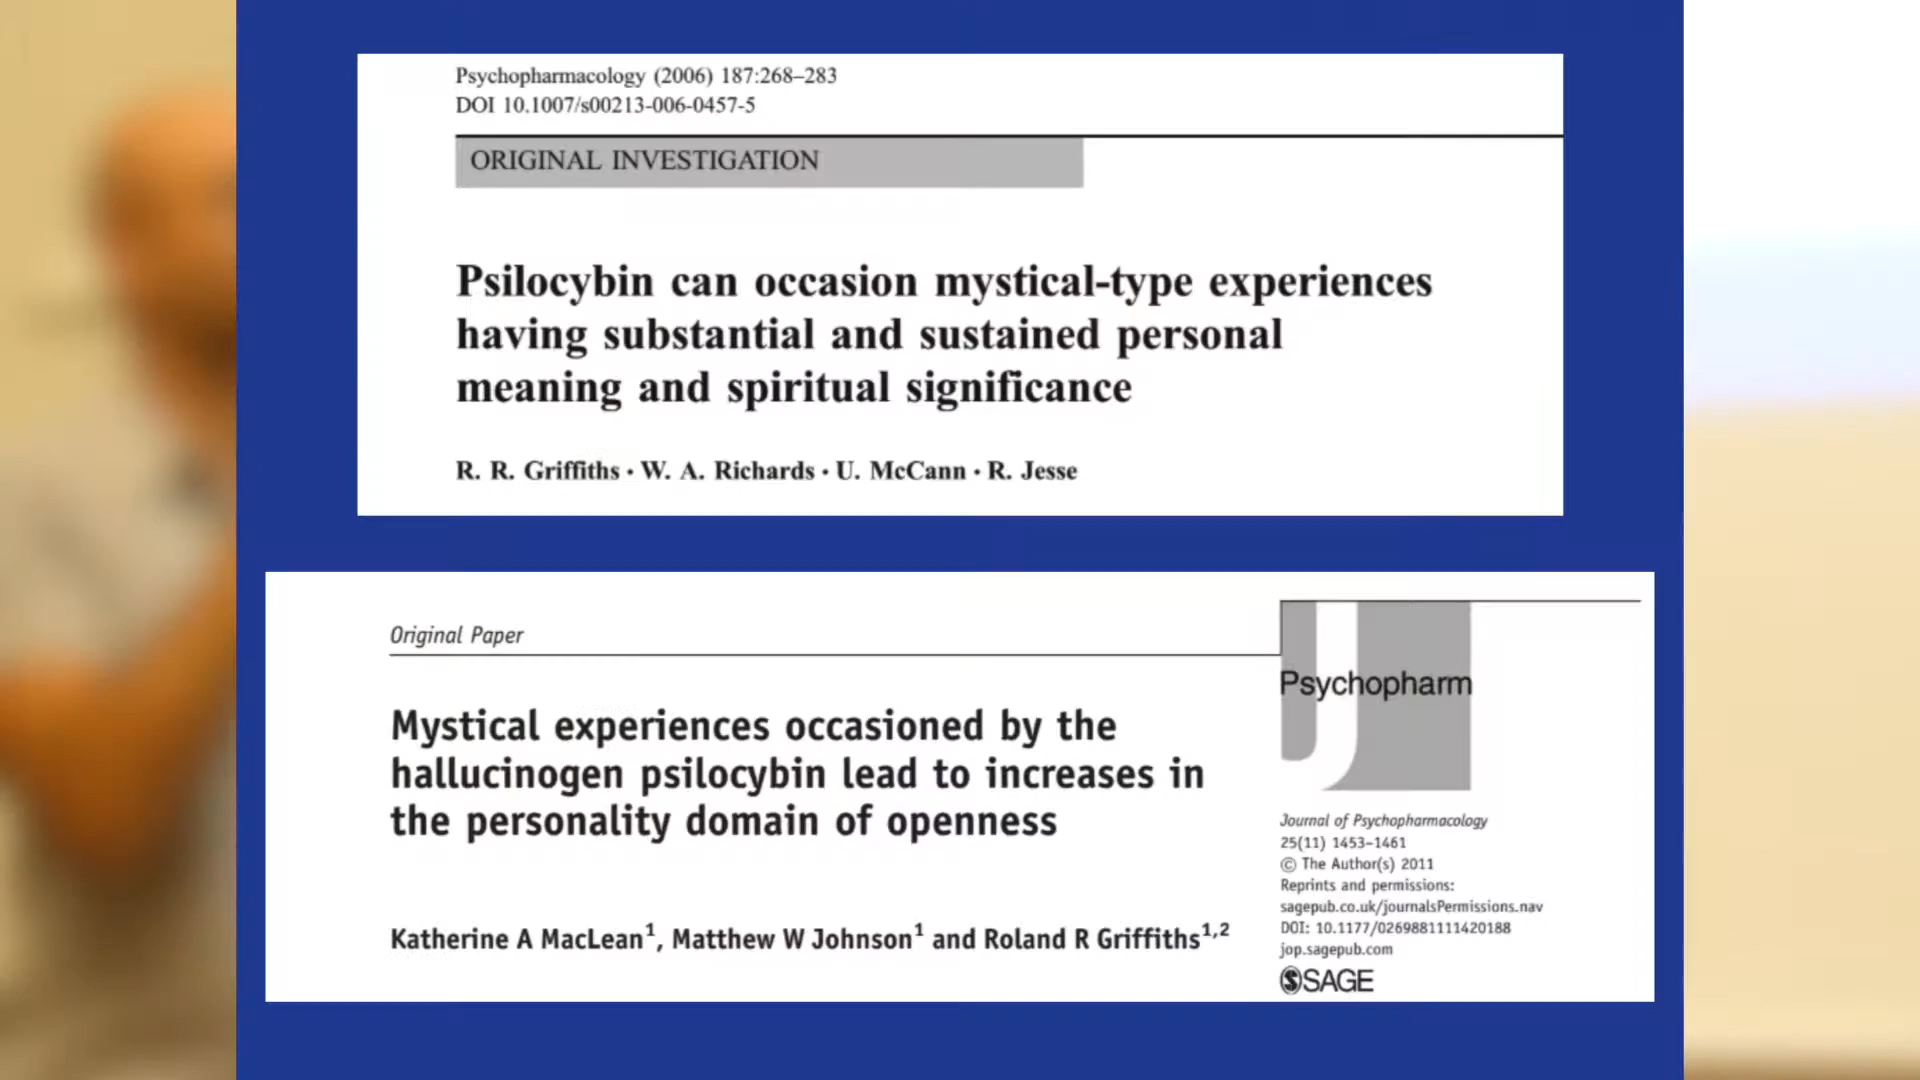 Psychopharmacology (2006) 187:268–283
DOI 10.1007/s00213-006-0457-5
ORIGINAL INVESTIGATION
Psilocybin can occasion mystical-type experiences
having substantial and sustained personal
meaning and spiritual significance
R. R. Griffiths · W. A. Richards · U. McCann · R. Jesse
Original Paper
Mystical experiences occasioned by the
hallucinogen psilocybin lead to increases in
the personality domain of openness
Katherine A MacLean¹, Matthew W Johnson¹ and Roland R Griffiths¹,²
Psychopharm
Journal of Psychopharmacology
25(11) 1453–1461
© The Author(s) 2011
Reprints and permissions:
sagepub.co.uk/journalsPermissions.nav
DOI: 10.1177/0269881111420188
jop.sagepub.com
SAGE